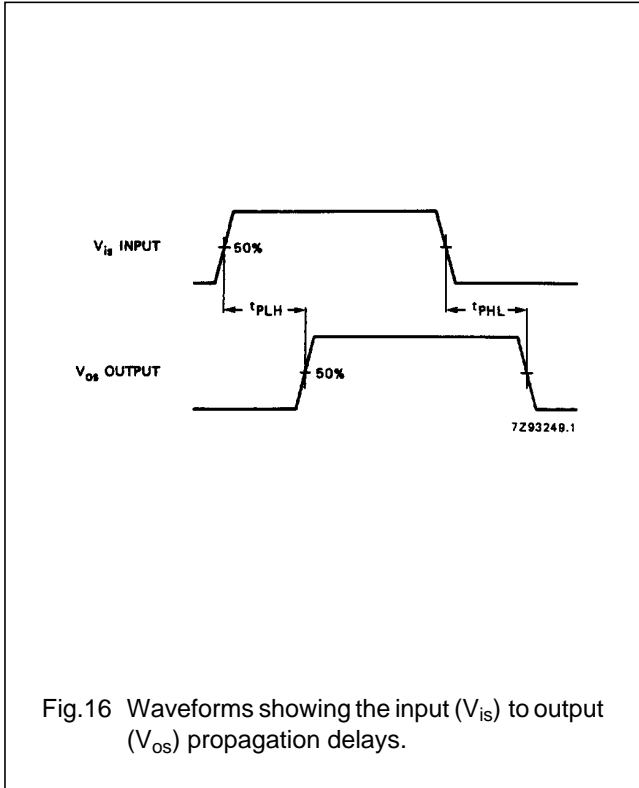 V_is INPUT
50%
t_PLH
t_PHL
V_os OUTPUT
50%
7Z93249.1
Fig.16 Waveforms showing the input (V_is) to output
(V_os) propagation delays.